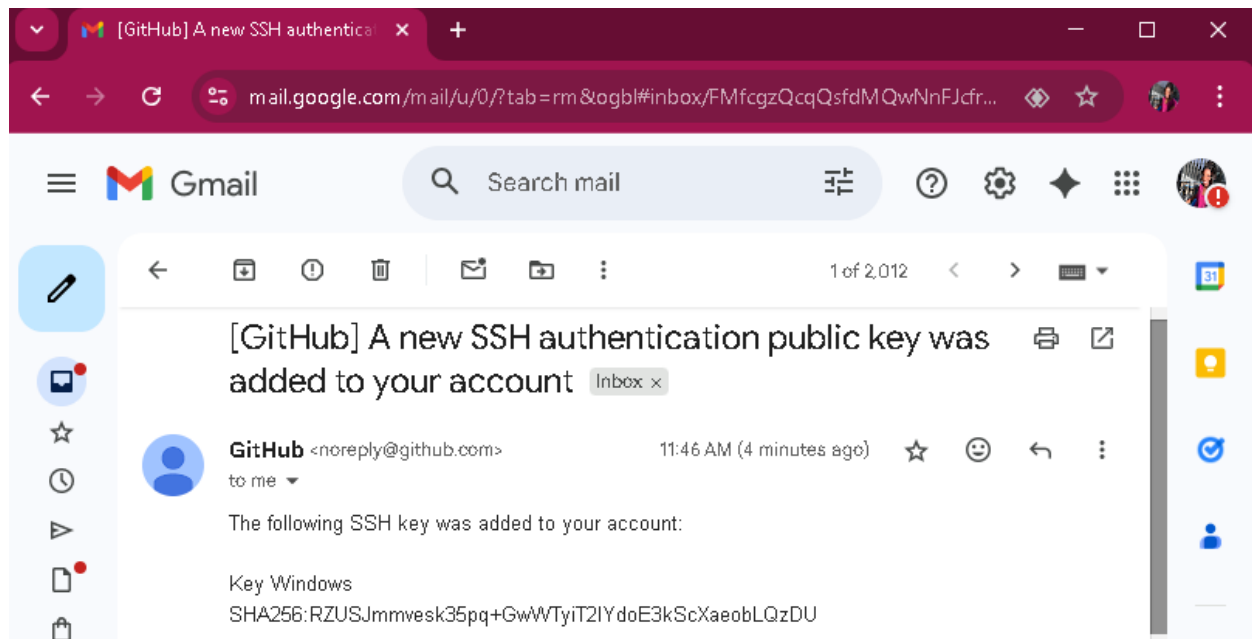 [GitHub] A new SSH authenticat
mail.google.com/mail/u/0/?tab=rm&ogbl#inbox/FMfcgzQcqQsfdMQwNnFJcfr...
Gmail
Search mail
1 of 2,012
31
[GitHub] A new SSH authentication public key was
added to your account Inbox ×
GitHub <noreply@github.com> 11:46 AM (4 minutes ago)
to me
The following SSH key was added to your account:
Key Windows
SHA256:RZUSJmmvesk35pq+GwWTyiT2IYdoE3kScXaeobLQzDU